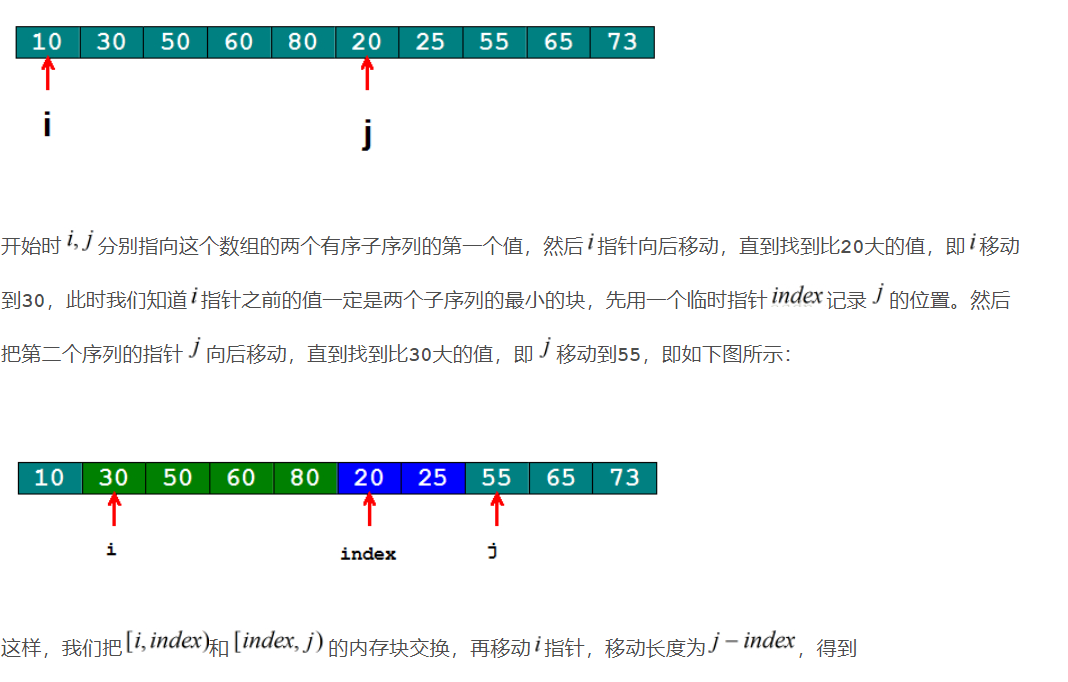 10 30 50 60 80 20 25 55 65 73
i j
开始时 i, j 分别指向这个数组的两个有序子序列的第一个值，然后 i 指针向后移动，直到找到比20大的值，即 i 移动
到30，此时我们知道 i 指针之前的值一定是两个子序列的最小的块，先用一个临时指针 index 记录 j 的位置。然后
把第二个序列的指针 j 向后移动，直到找到比30大的值，即 j 移动到55，即如下图所示：
10 30 50 60 80 20 25 55 65 73
i index j
这样，我们把 [i, index) 和 [index, j) 的内存块交换，再移动 i 指针，移动长度为 j − index，得到